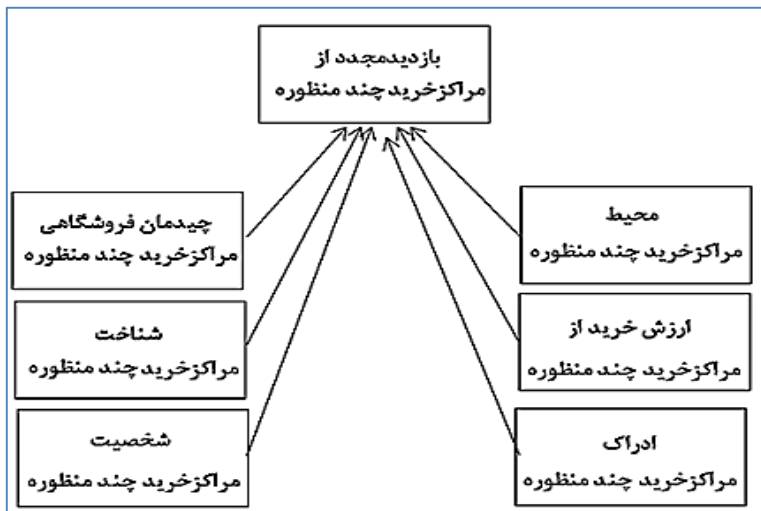 بازدیدمجدد از
مراکزخرید چند منظوره
محیط
مراکزخرید چند منظوره
چیدمان فروشگاهی
مراکزخرید چند منظوره
ارزش خرید از
مراکزخرید چند منظوره
شناخت
مراکزخرید چند منظوره
ادراک
مراکزخرید چند منظوره
شخصیت
مراکزخرید چند منظوره